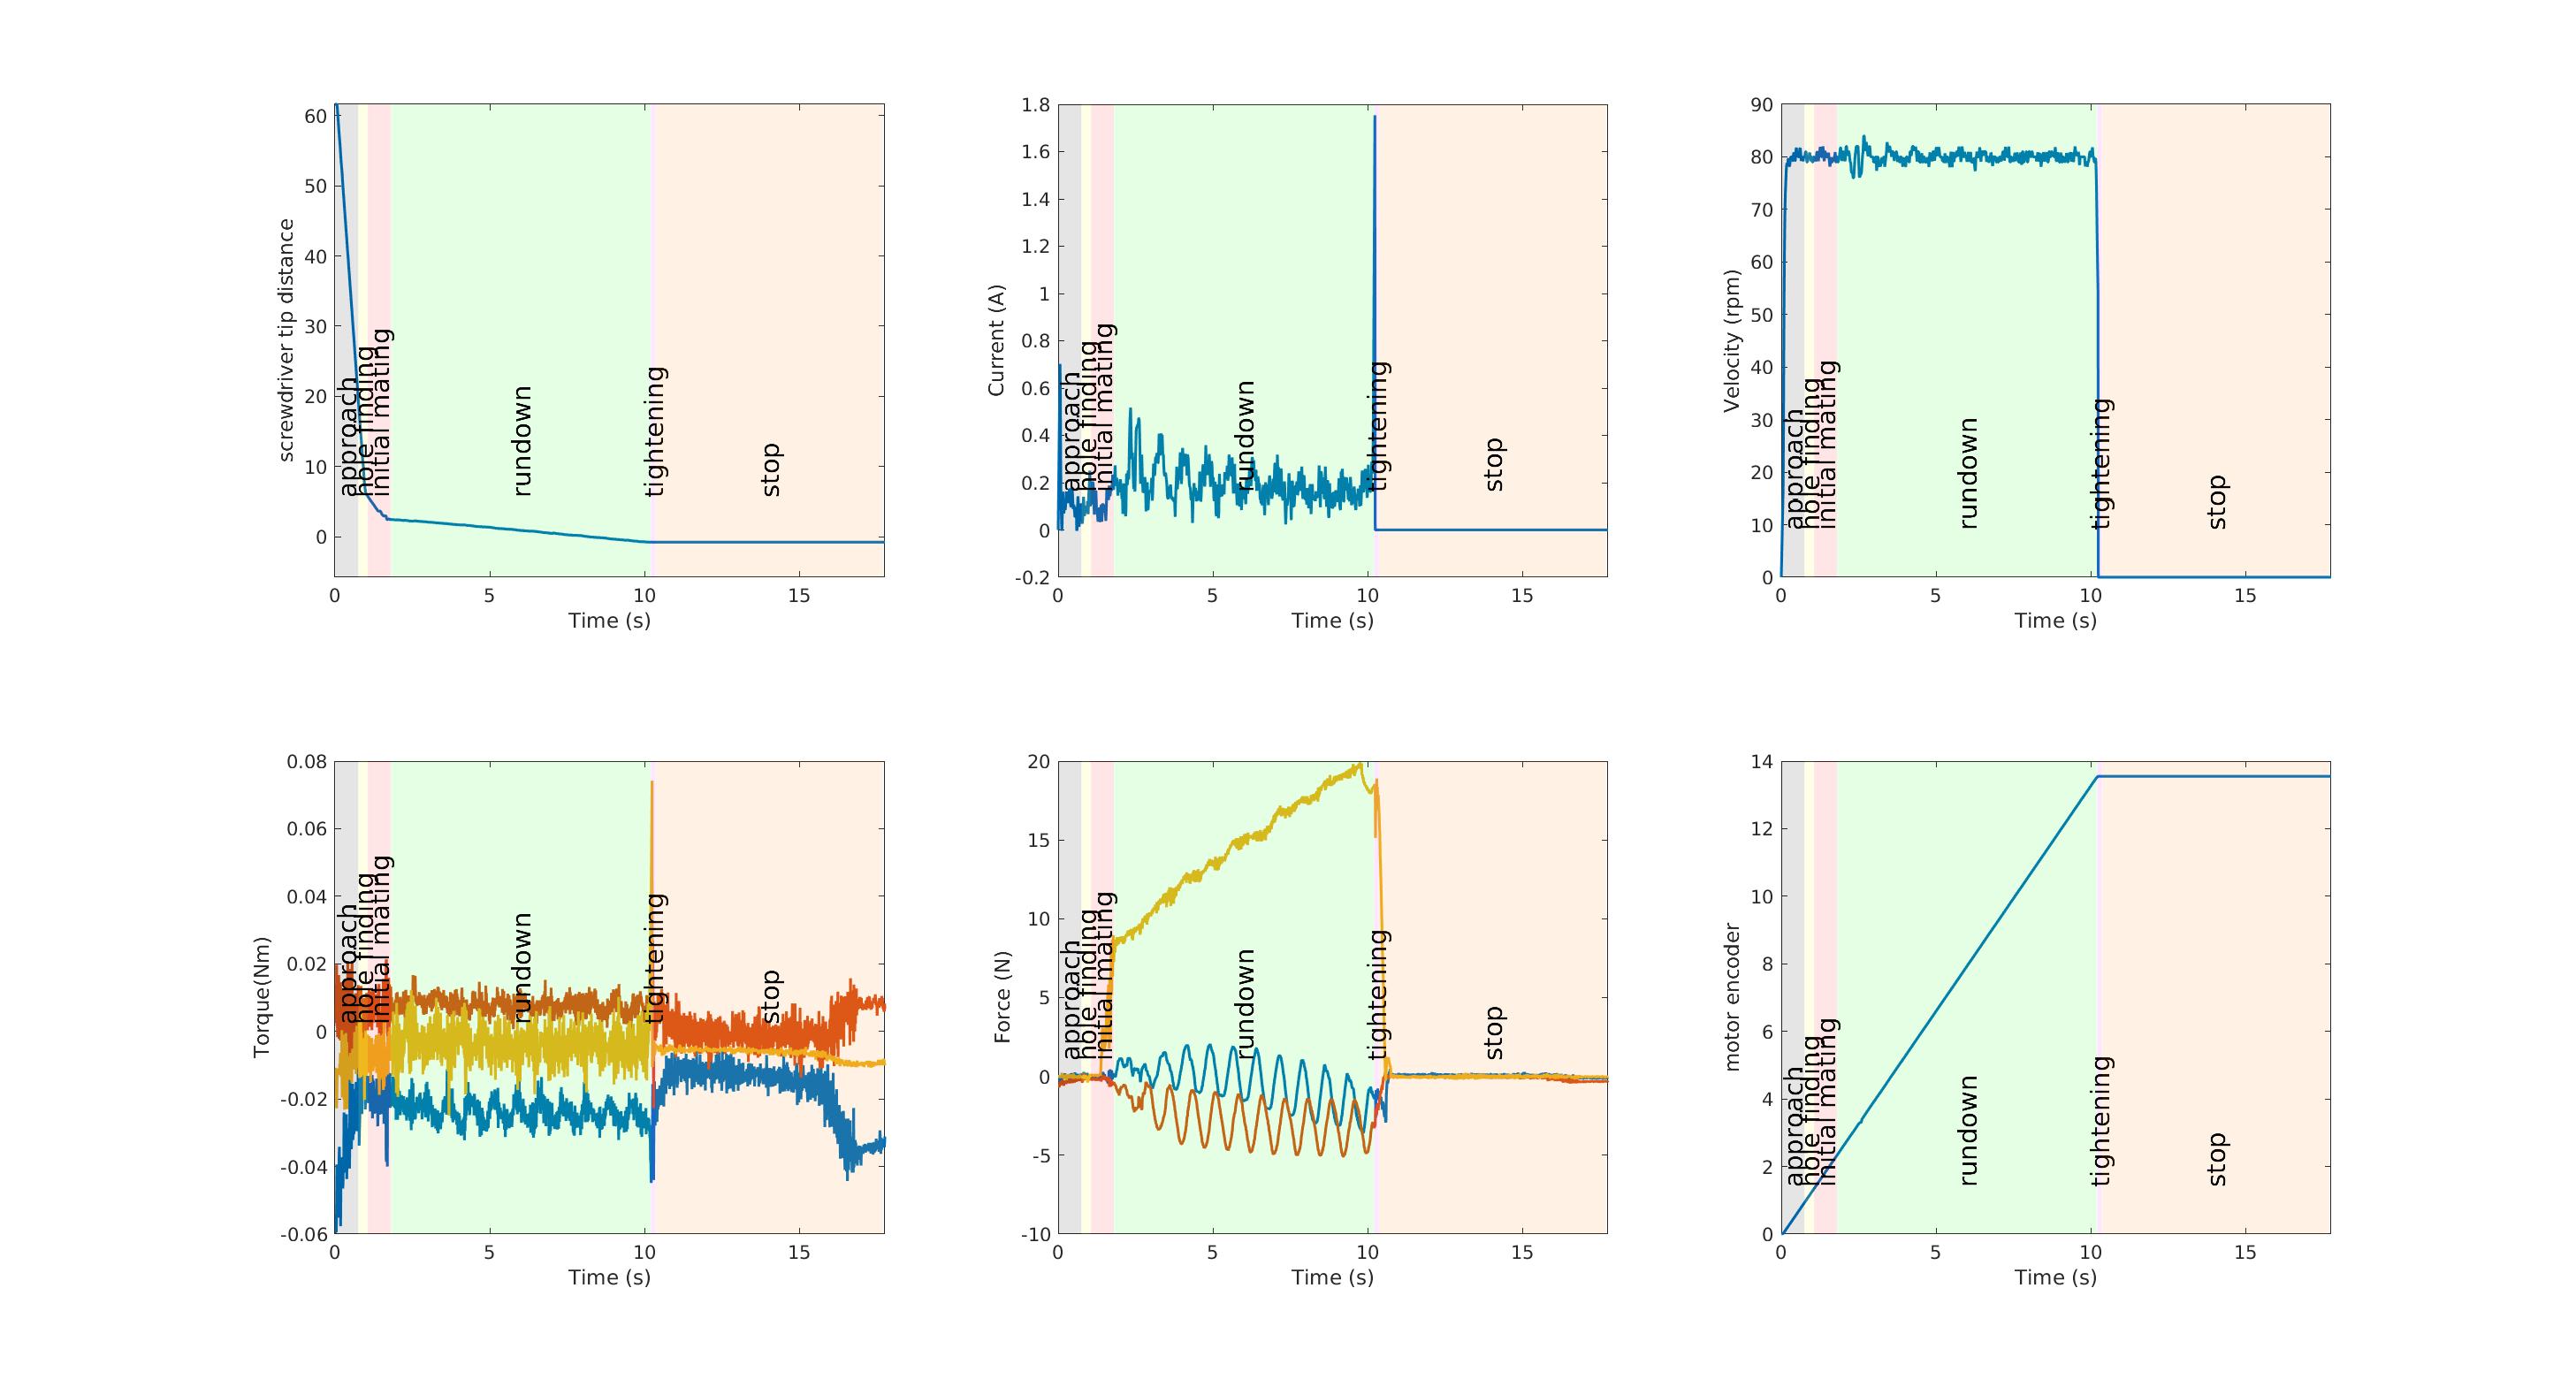 60
50
40
30
20
10
0
screwdriver tip distance
approach
hole finding
initial mating
rundown
tightening
stop
0 5 10 15
Time (s)
1.8
1.6
1.4
1.2
1
0.8
0.6
0.4
0.2
0
-0.2
Current (A)
approach
hole finding
initial mating
rundown
tightening
stop
0 5 10 15
Time (s)
90
80
70
60
50
40
30
20
10
0
Velocity (rpm)
approach
hole finding
initial mating
rundown
tightening
stop
0 5 10 15
Time (s)
0.08
0.06
0.04
0.02
0
-0.02
-0.04
-0.06
Torque(Nm)
approach
hole finding
initial mating
rundown
tightening
stop
0 5 10 15
Time (s)
20
15
10
5
0
-5
-10
Force (N)
approach
hole finding
initial mating
rundown
tightening
stop
0 5 10 15
Time (s)
14
12
10
8
6
4
2
0
motor encoder
approach
hole finding
initial mating
rundown
tightening
stop
0 5 10 15
Time (s)